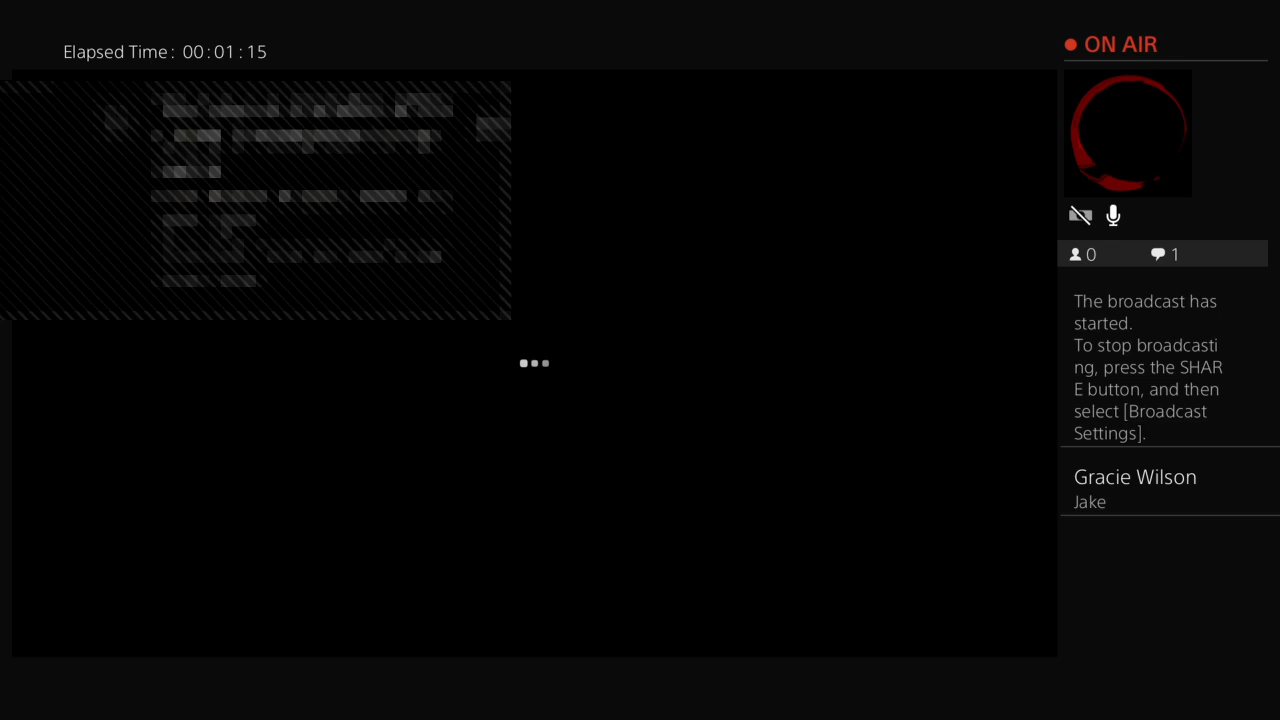 Elapsed Time: 00:01:15
ON AIR
0 1
The broadcast has
started.
To stop broadcasti
ng, press the SHAR
E button, and then
select [Broadcast
Settings].
Gracie Wilson
Jake